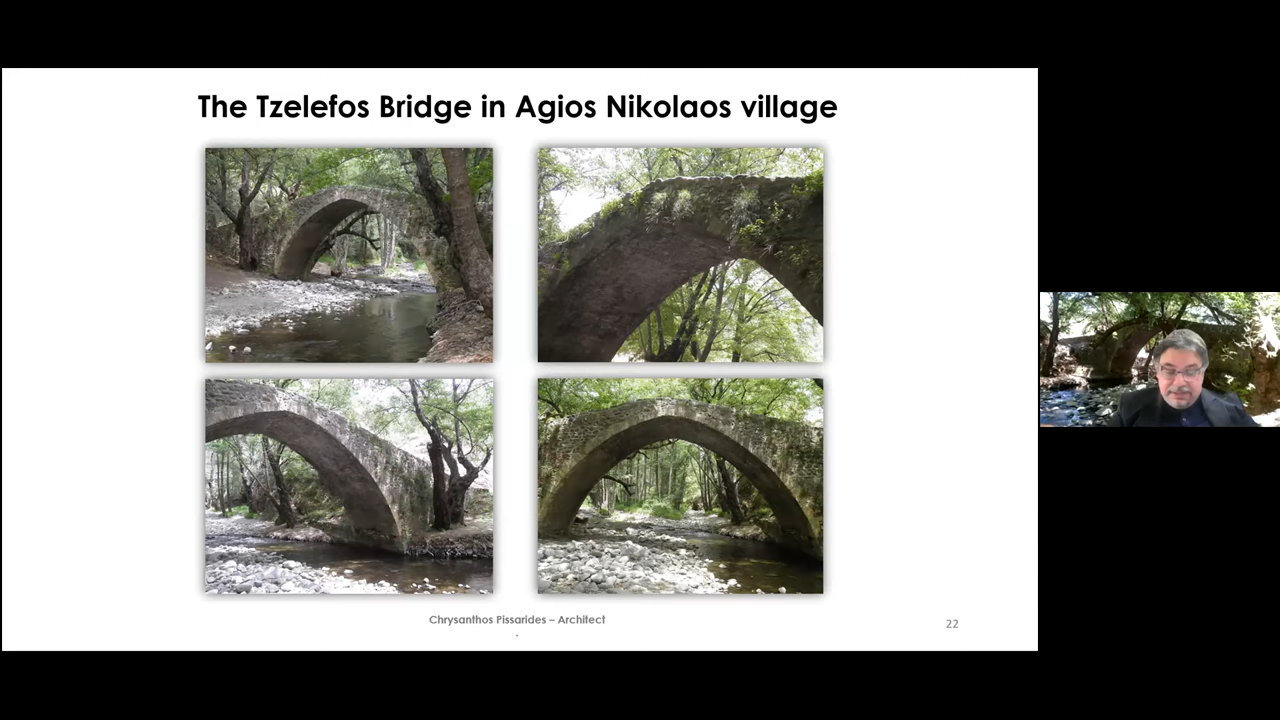 The Tzelefos Bridge in Agios Nikolaos village
Chrysanthos Pissarides – Architect
.
22